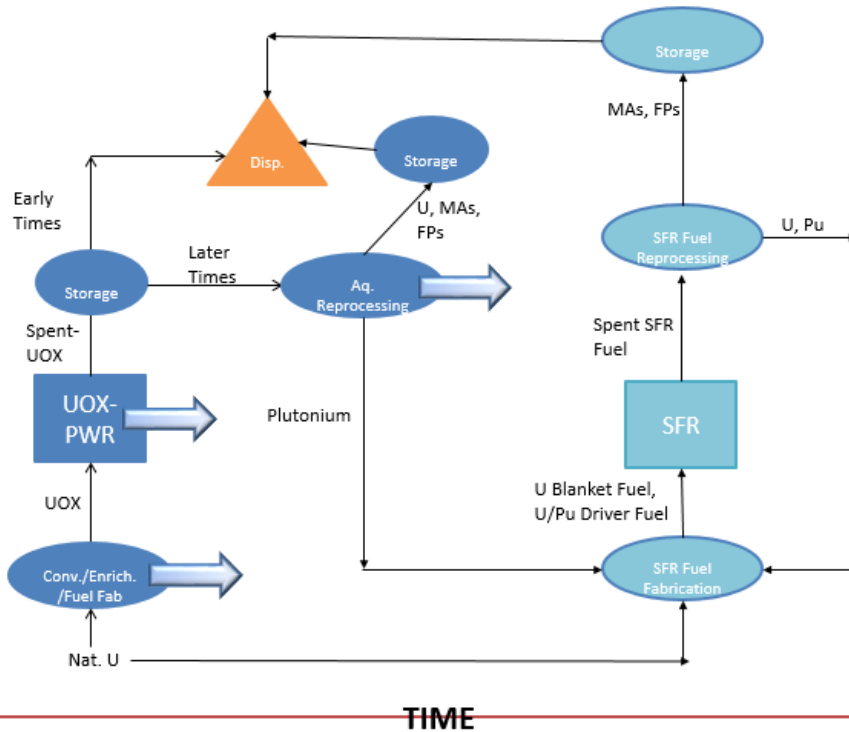 Storage
MAs, FPs
Disp.
Storage
Early
Times
U, MAs,
FPs
SFR Fuel
Reprocessing
U, Pu
Later
Times
Storage
Aq.
Reprocessing
Spent-
UOX
Spent SFR
Fuel
UOX-
PWR
Plutonium
SFR
UOX
U Blanket Fuel,
U/Pu Driver Fuel
Conv./Enrich.
/Fuel Fab
SFR Fuel
Fabrication
Nat. U
TIME